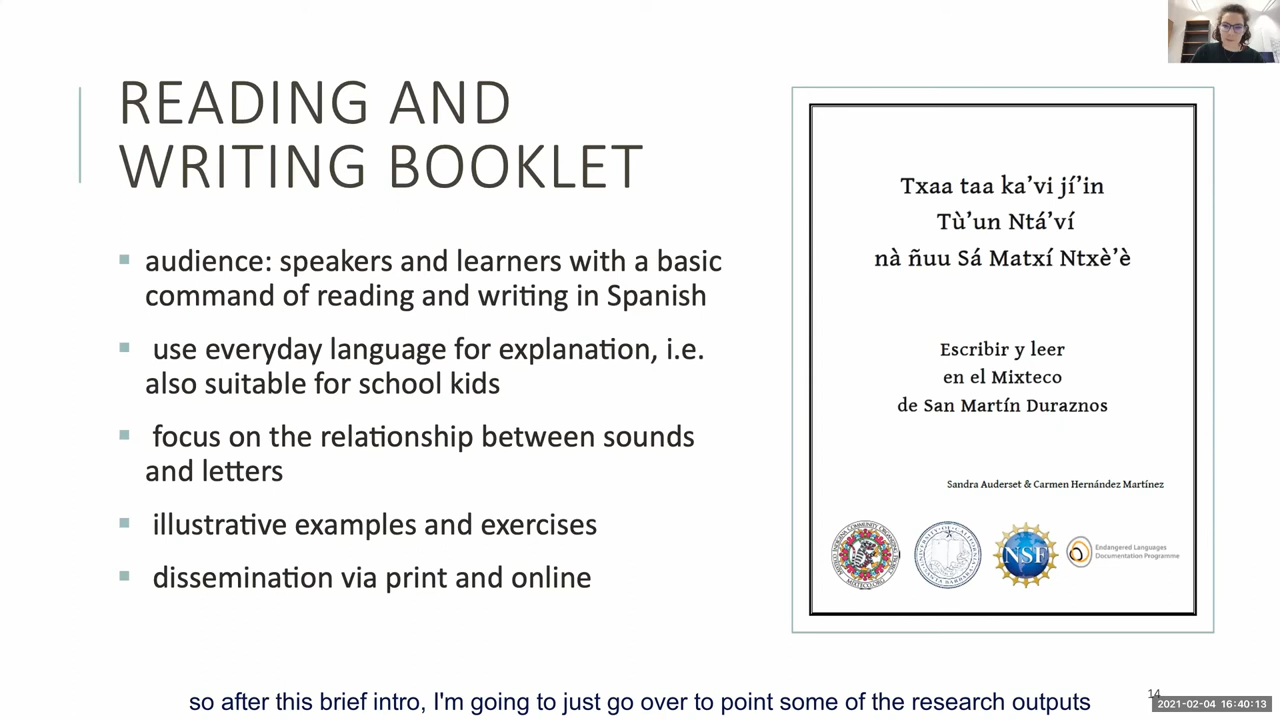 READING AND
WRITING BOOKLET
audience: speakers and learners with a basic
command of reading and writing in Spanish
use everyday language for explanation, i.e.
also suitable for school kids
focus on the relationship between sounds
and letters
illustrative examples and exercises
dissemination via print and online
Txaa taa ka’vi jí’in
Tù’un Ntá’ví
nà ñuu Sá Matxí Ntxè’è
Escribir y leer
en el Mixteco
de San Martín Duraznos
Sandra Auderset & Carmen Hernández Martínez
NSF
Endangered Languages
Documentation Programme
so after this brief intro, I'm going to just go over to point some of the research outputs
14
2021-02-04 16:40:13